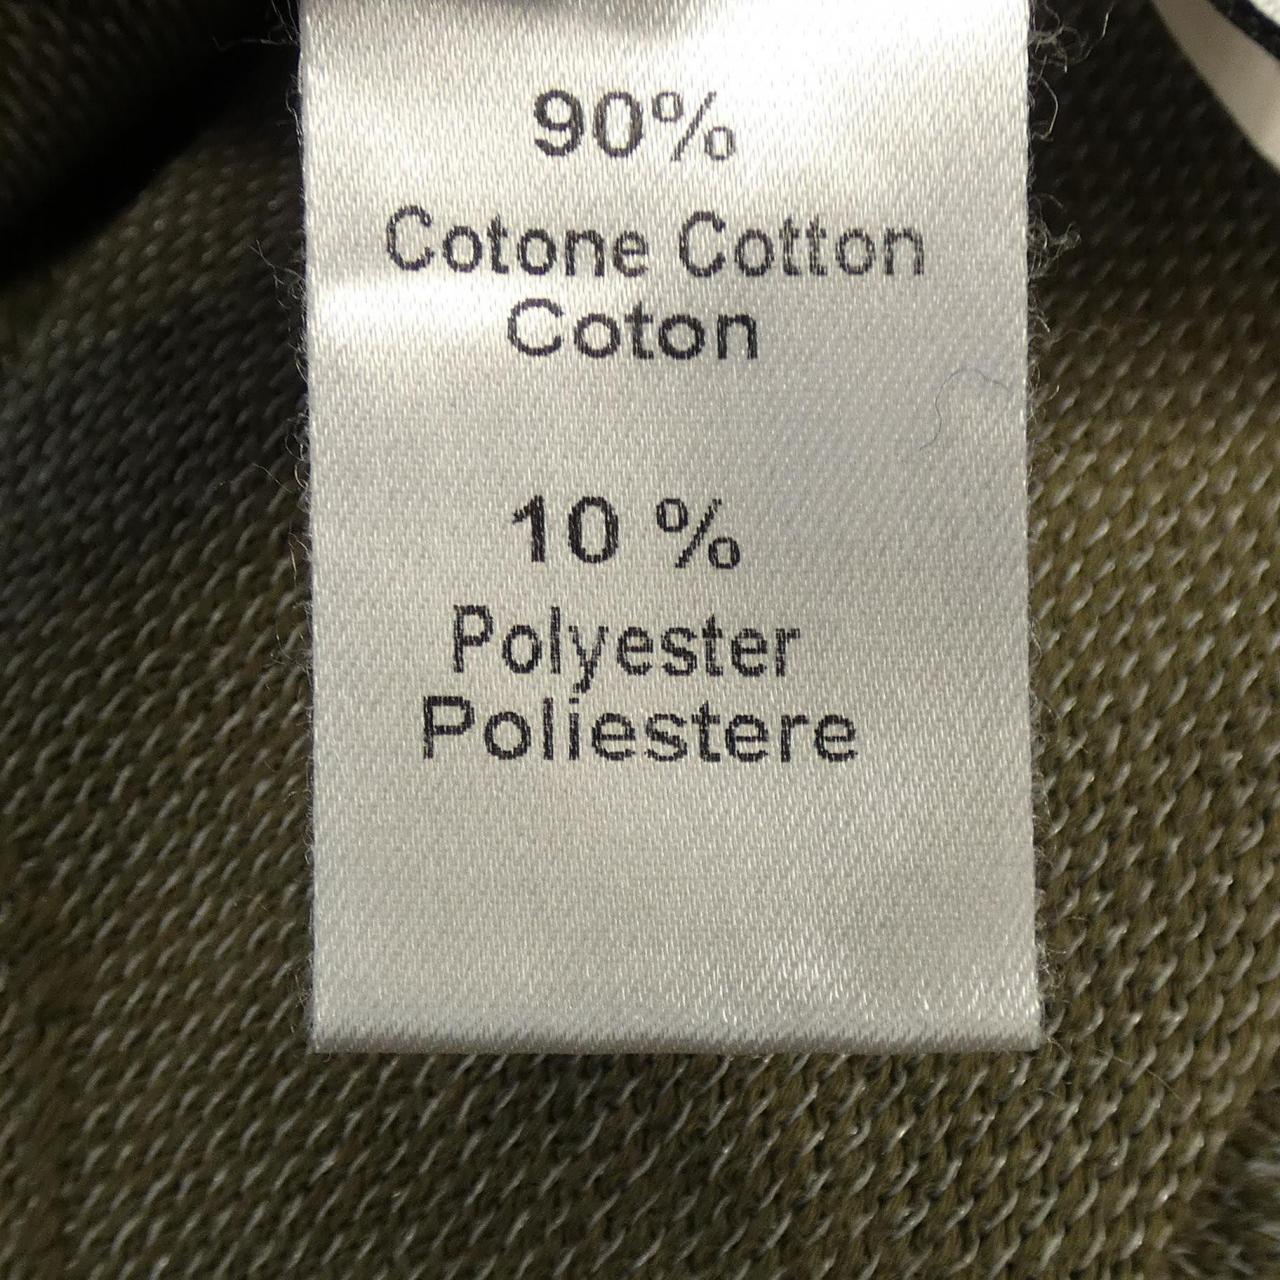 90%
Cotone Cotton
Coton
10 %
Polyester
Poliestere